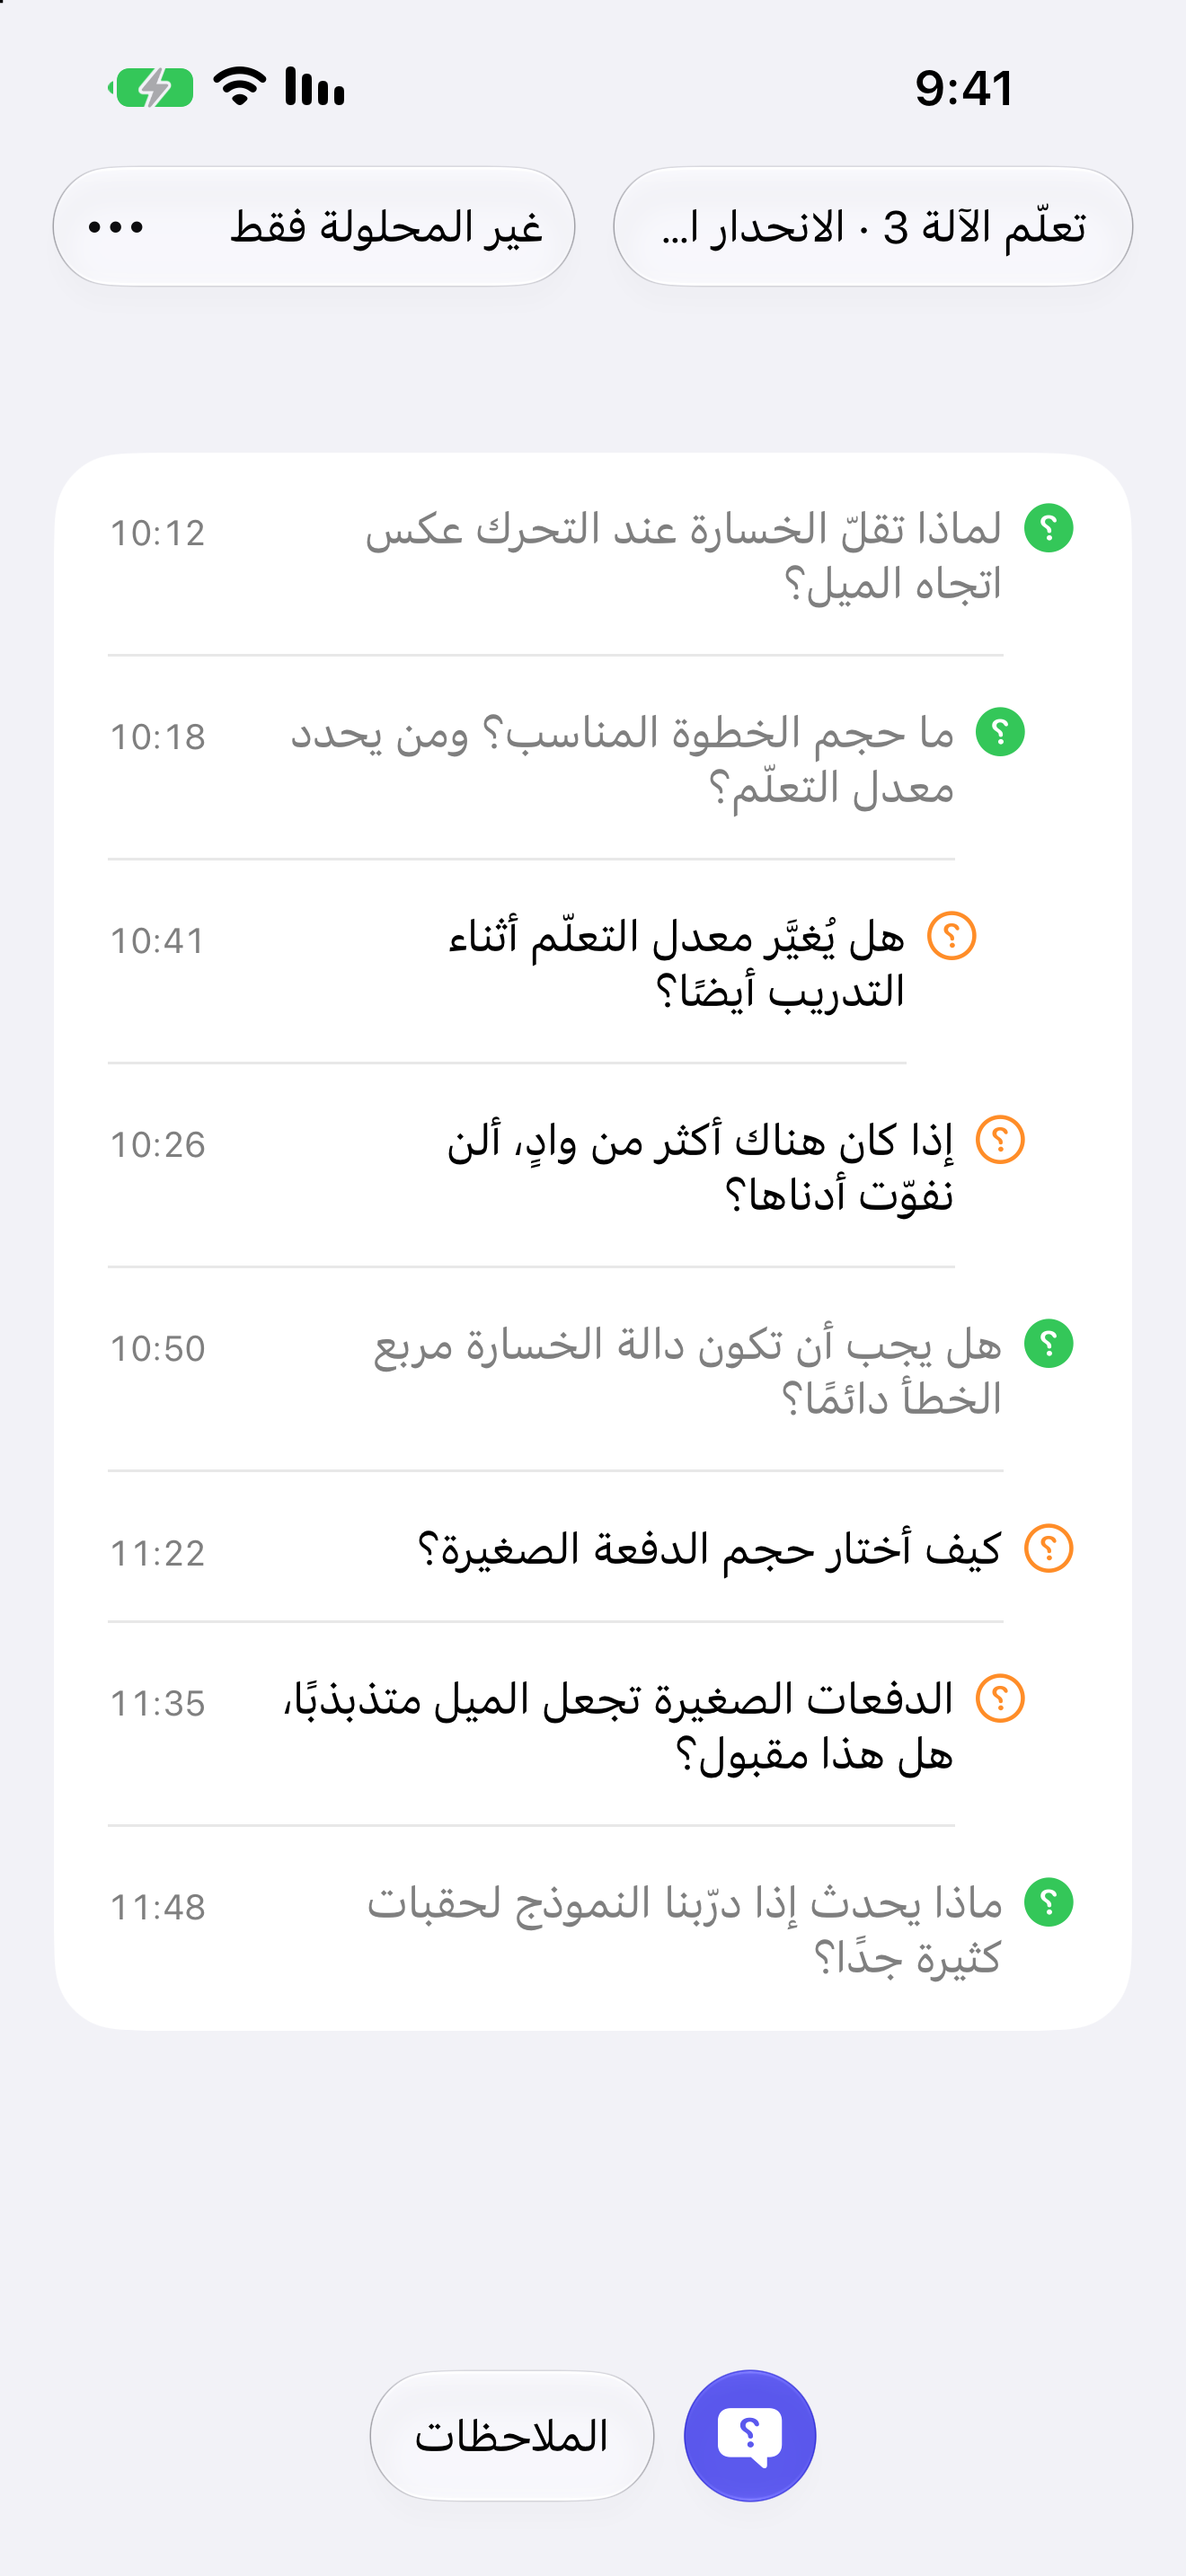 9:41
تعلّم الآلة 3 · الانحدار ا...
غير المحلولة فقط
لماذا تقلّ الخسارة عند التحرك عكس
اتجاه الميل؟
10:12
ما حجم الخطوة المناسب؟ ومن يحدد
معدل التعلّم؟
10:18
هل يُغيَّر معدل التعلّم أثناء
التدريب أيضًا؟
10:41
إذا كان هناك أكثر من وادٍ، ألن
نفوّت أدناها؟
10:26
هل يجب أن تكون دالة الخسارة مربع
الخطأ دائمًا؟
10:50
كيف أختار حجم الدفعة الصغيرة؟
11:22
الدفعات الصغيرة تجعل الميل متذبذبًا،
هل هذا مقبول؟
11:35
ماذا يحدث إذا درّبنا النموذج لحقبات
كثيرة جدًا؟
11:48
الملاحظات